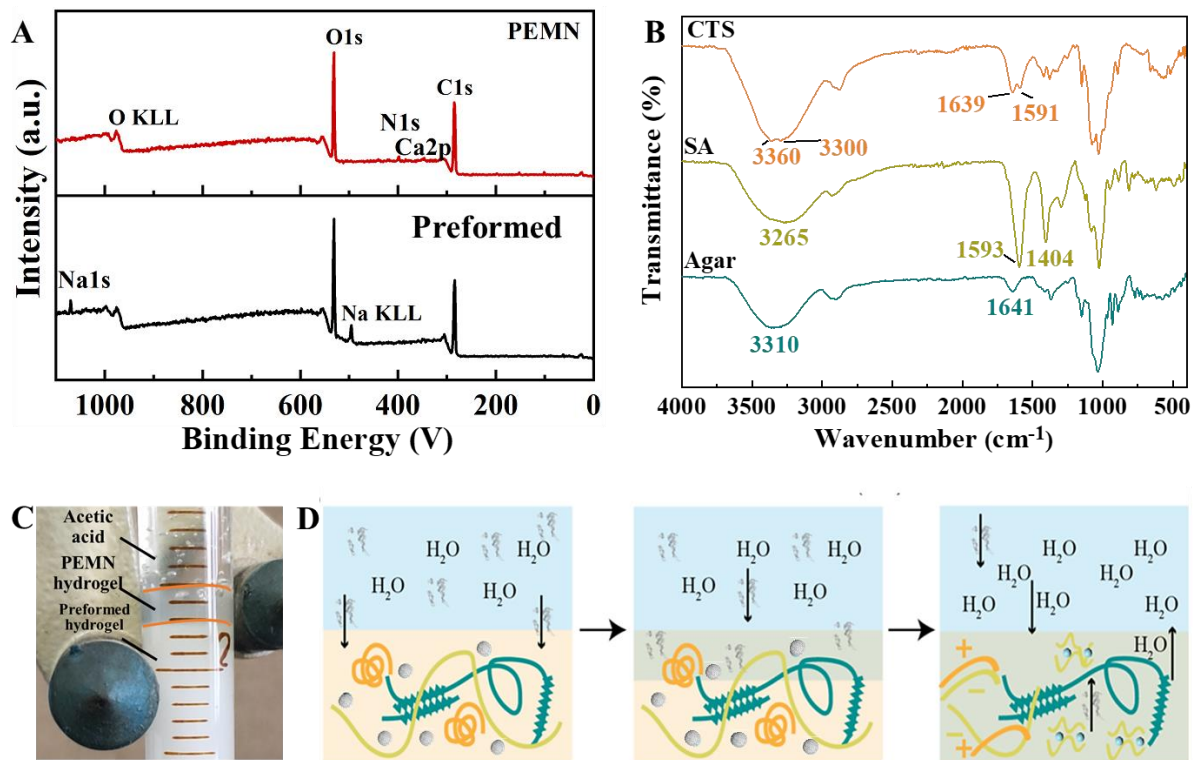 A
PEMN
O1s
C1s
O KLL
N1s
Ca2p
Preformed
Na1s
Na KLL
Intensity (a.u.)
1000 800 600 400 200 0
Binding Energy (V)
B
CTS
1639 1591
3360 3300
SA
3265
1593 1404
Agar
1641
3310
Transmittance (%)
4000 3500 3000 2500 2000 1500 1000 500
Wavenumber (cm-1)
C
Acetic
acid
PEMN
hydrogel
Preformed
hydrogel
2
D
H2O H2O
H2O H2O
H2O H2O
H2O H2O
H2O H2O
H2O H2O
H2O H2O H2O
H2O